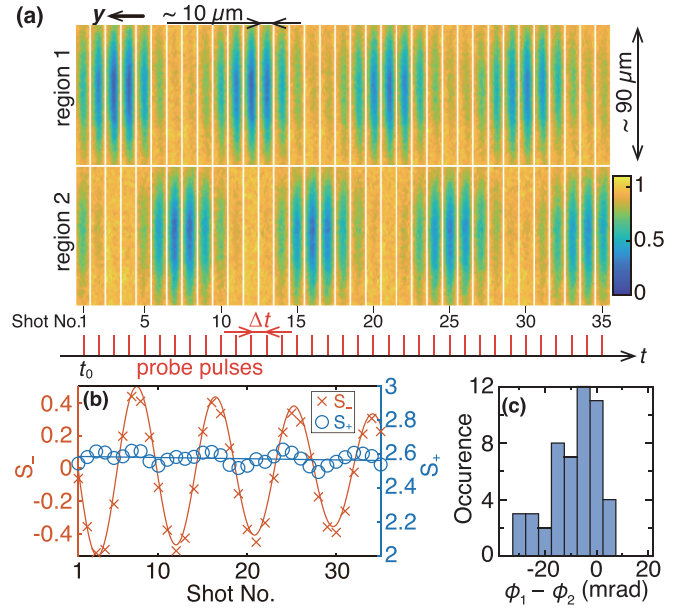 (a)
y
~ 10 μm
region 1
~ 90 μm
region 2
1
0.5
0
Shot No. 1 5 10 15 20 25 30 35
Δt
t₀ probe pulses t
(b)
S₋
S₊
0.4
0.2
0
-0.2
-0.4
S₋
3
2.8
2.6
2.4
2.2
2
S₊
1 10 20 30
Shot No.
(c)
12
8
4
0
Occurence
-20 0 20
ϕ₁ − ϕ₂ (mrad)